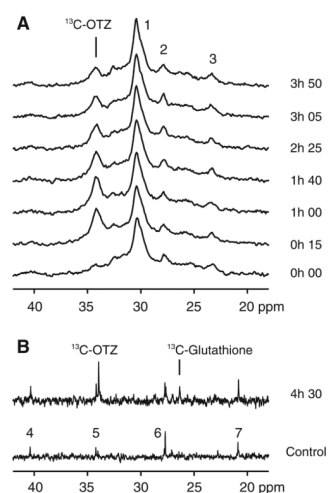 A
¹³C-OTZ
1
2
3
3h 50
3h 05
2h 25
1h 40
1h 00
0h 15
0h 00
40 35 30 25 20 ppm
B
¹³C-OTZ ¹³C-Glutathione
4h 30
4 5 6 7
Control
40 35 30 25 20 ppm